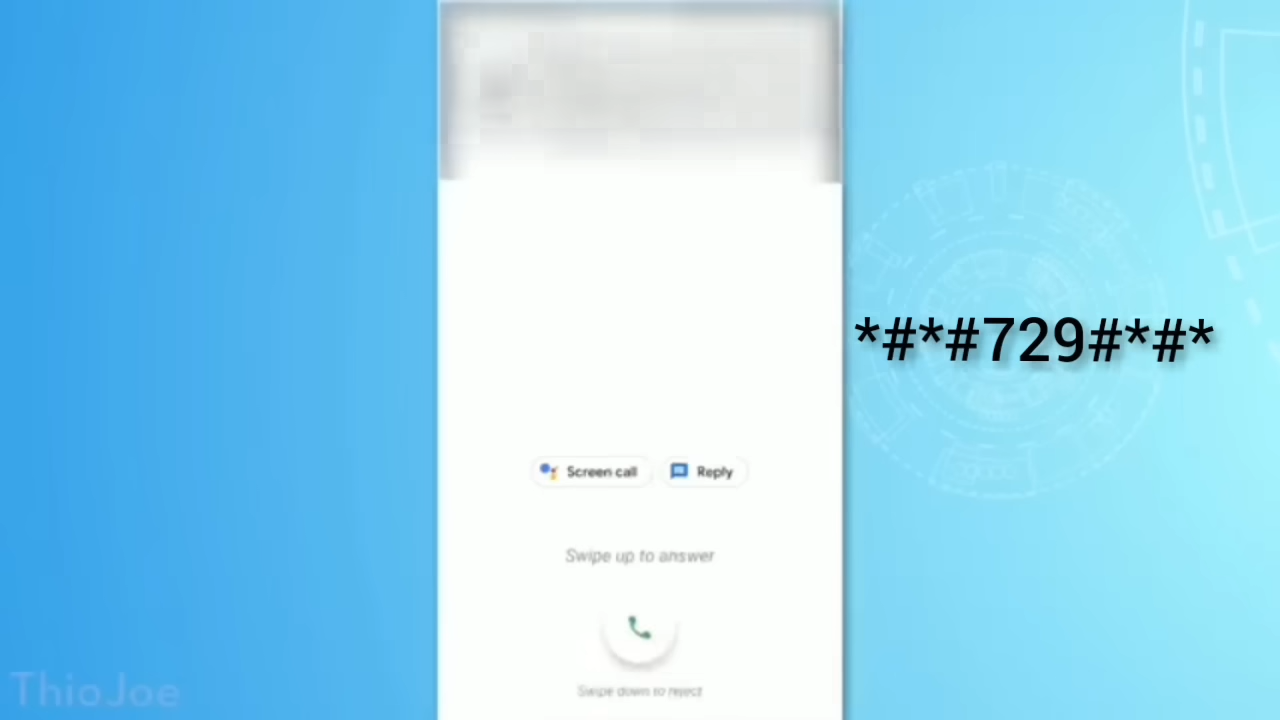 *#*#729#*#*
Screen call
Reply
Swipe up to answer
Swipe down to reject
ThioJoe